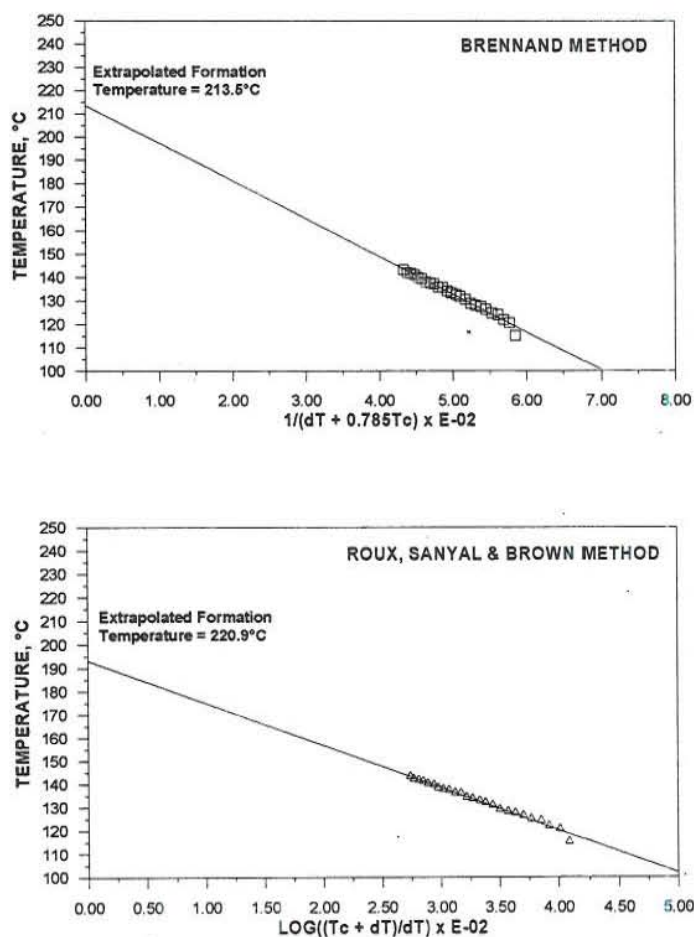 BRENNAND METHOD
Extrapolated Formation
Temperature = 213.5°C
TEMPERATURE, °C
250
240
230
220
210
200
190
180
170
160
150
140
130
120
110
100
0.00 1.00 2.00 3.00 4.00 5.00 6.00 7.00 8.00
1/(dT + 0.785Tc) x E-02
ROUX, SANYAL & BROWN METHOD
Extrapolated Formation
Temperature = 220.9°C
TEMPERATURE, °C
250
240
230
220
210
200
190
180
170
160
150
140
130
120
110
100
0.00 0.50 1.00 1.50 2.00 2.50 3.00 3.50 4.00 4.50 5.00
LOG((Tc + dT)/dT) x E-02